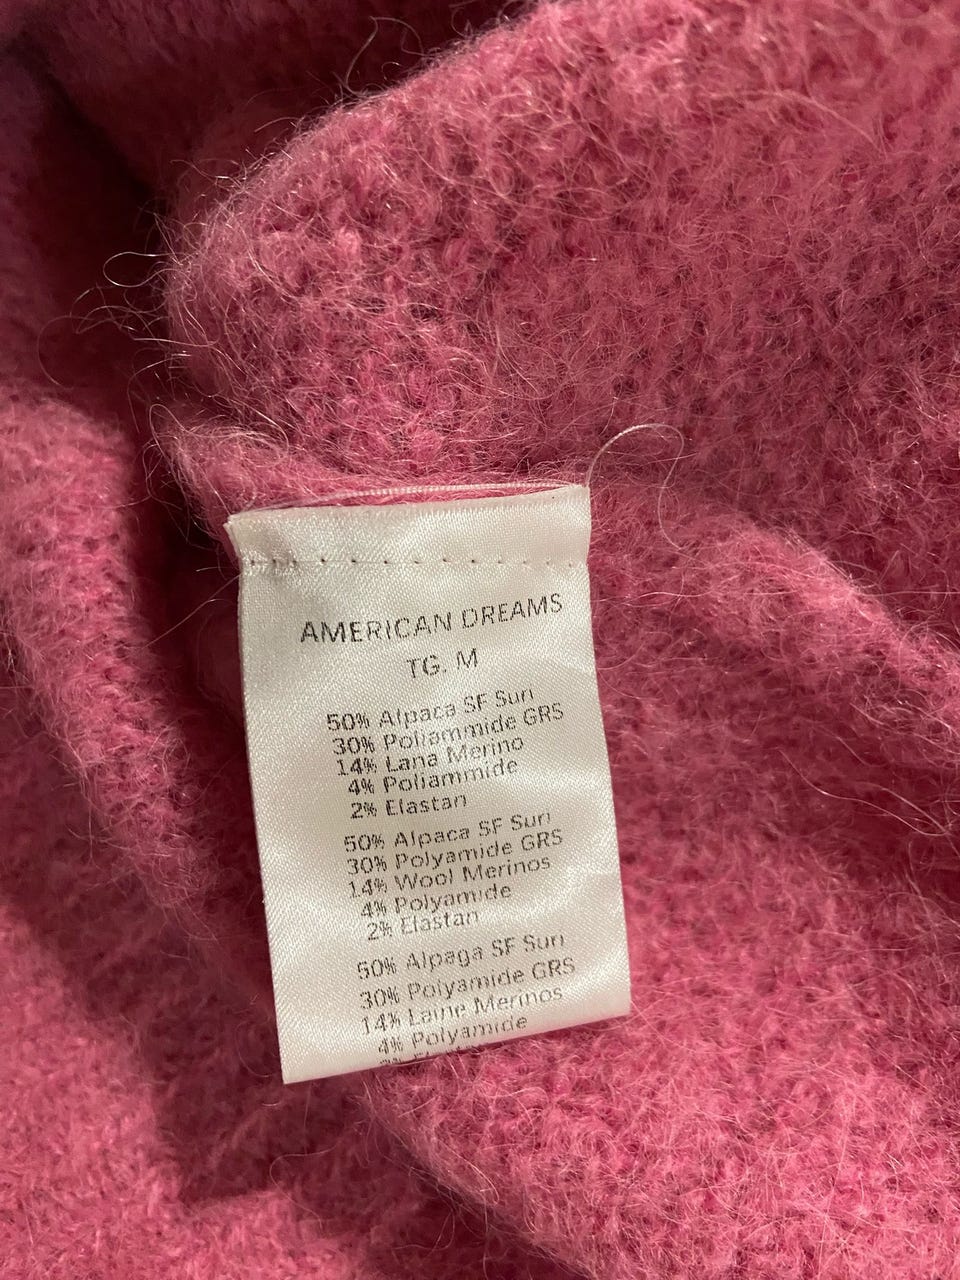 AMERICAN DREAMS
TG. M
50% Alpaca SF Suri
30% Poliammide GRS
14% Lana Merino
4% Poliammide
2% Elastan
50% Alpaca SF Suri
30% Polyamide GRS
14% Wool Merinos
4% Polyamide
2% Elastan
50% Alpaga SF Suri
30% Polyamide GRS
14% Laine Merinos
4% Polyamide